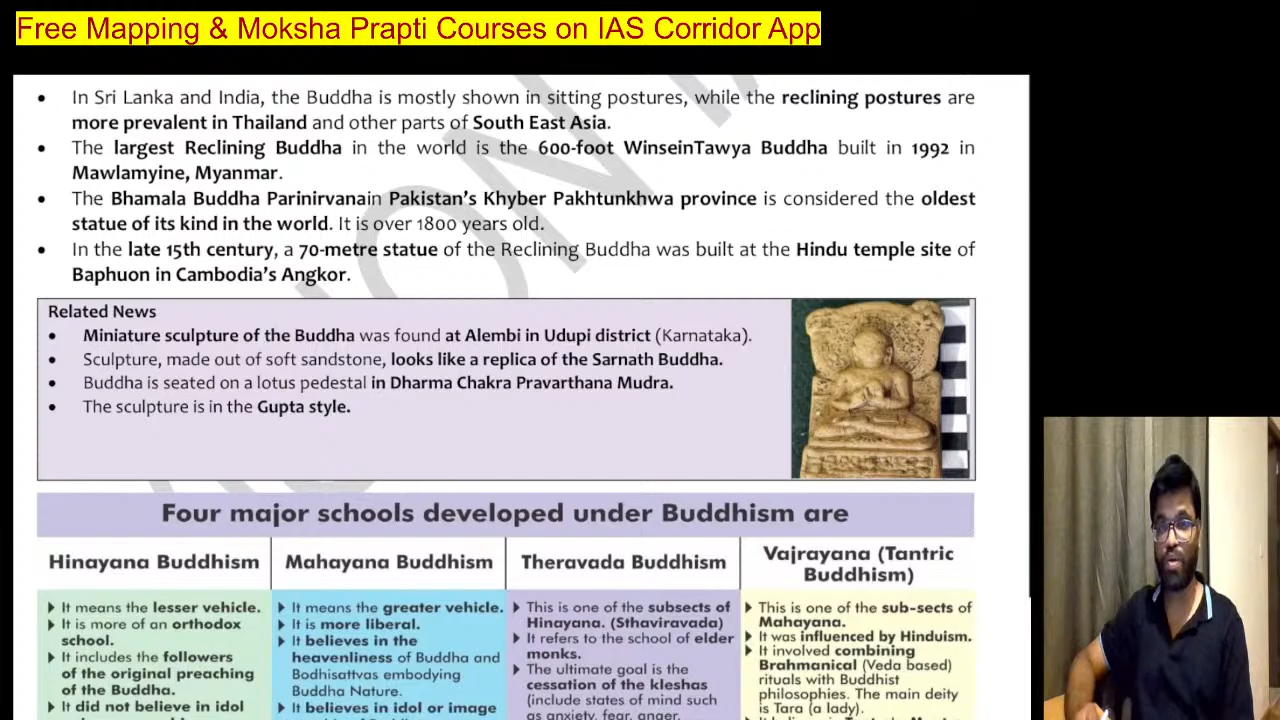 Free Mapping & Moksha Prapti Courses on IAS Corridor App
• In Sri Lanka and India, the Buddha is mostly shown in sitting postures, while the reclining postures are
more prevalent in Thailand and other parts of South East Asia.
• The largest Reclining Buddha in the world is the 600-foot WinseinTawya Buddha built in 1992 in
Mawlamyine, Myanmar.
• The Bhamala Buddha Parinirvanain Pakistan's Khyber Pakhtunkhwa province is considered the oldest
statue of its kind in the world. It is over 1800 years old.
• In the late 15th century, a 70-metre statue of the Reclining Buddha was built at the Hindu temple site of
Baphuon in Cambodia's Angkor.
Related News
• Miniature sculpture of the Buddha was found at Alembi in Udupi district (Karnataka).
• Sculpture, made out of soft sandstone, looks like a replica of the Sarnath Buddha.
• Buddha is seated on a lotus pedestal in Dharma Chakra Pravarthana Mudra.
• The sculpture is in the Gupta style.
Four major schools developed under Buddhism are
Hinayana Buddhism
It means the lesser vehicle.
It is more of an orthodox
school.
It includes the followers
of the original preaching
of the Buddha.
It did not believe in idol
Mahayana Buddhism
It means the greater vehicle.
It is more liberal.
It believes in the
heavenliness of Buddha and
Bodhisattvas embodying
Buddha Nature.
It believes in idol or image
Theravada Buddhism
This is one of the subsects of
Hinayana. (Sthaviravada)
It refers to the school of elder
monks.
The ultimate goal is the
cessation of the kleshas
(include states of mind such
as anxiety, fear, anger,
Vajrayana (Tantric
Buddhism)
This is one of the sub-sects of
Mahayana.
It was influenced by Hinduism.
It involved combining
Brahmanical (Veda based)
rituals with Buddhist
philosophies. The main deity
is Tara (a lady).